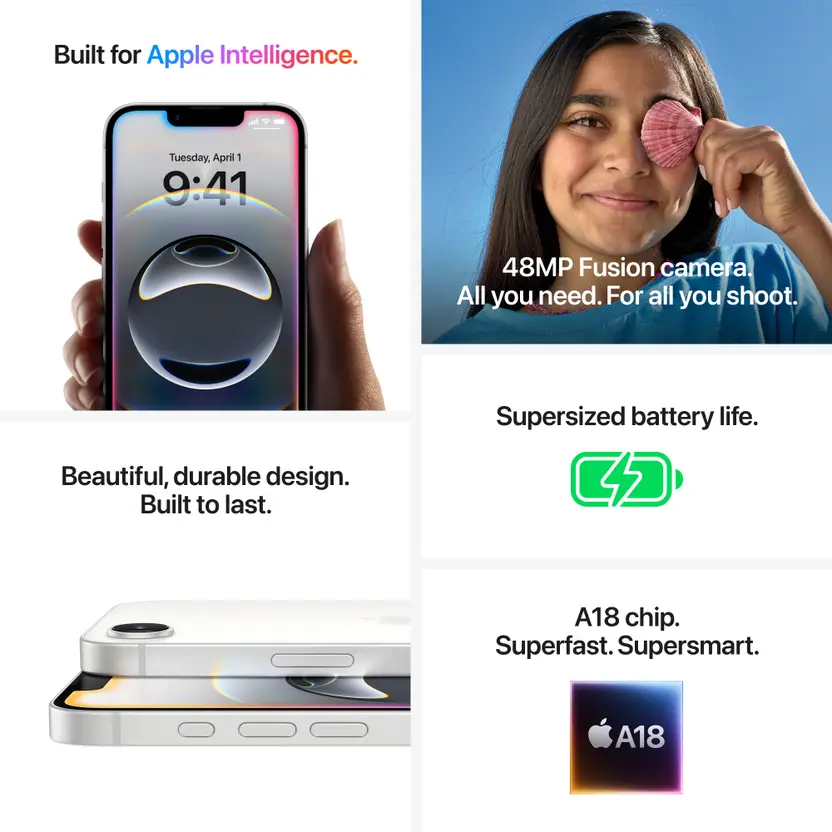 Built for Apple Intelligence.
Tuesday, April 1
9:41
48MP Fusion camera.
All you need. For all you shoot.
Beautiful, durable design.
Built to last.
Supersized battery life.
A18 chip.
Superfast. Supersmart.
A18